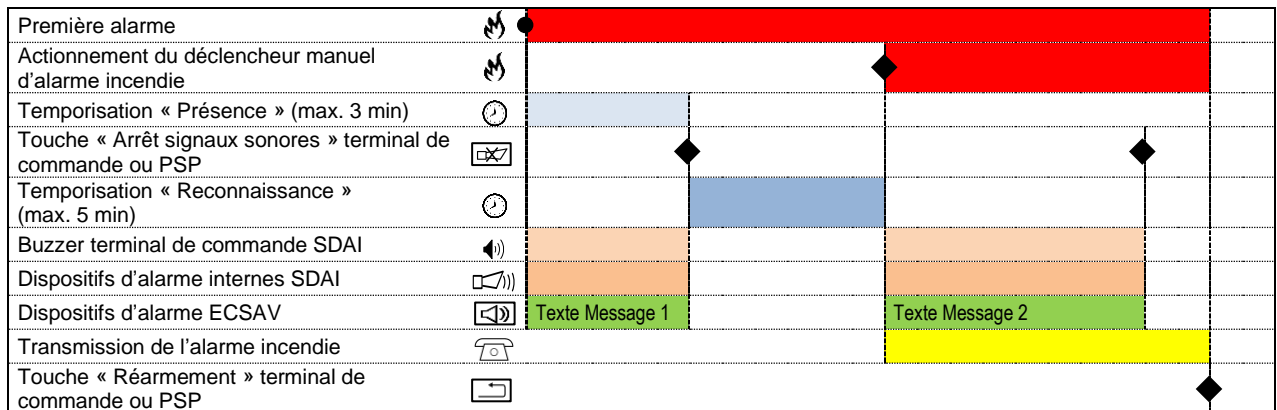 Première alarme
Actionnement du déclencheur manuel
d'alarme incendie
Temporisation « Présence » (max. 3 min)
Touche « Arrêt signaux sonores » terminal de
commande ou PSP
Temporisation « Reconnaissance »
(max. 5 min)
Buzzer terminal de commande SDAI
Dispositifs d'alarme internes SDAI
Dispositifs d'alarme ECSAV
Texte Message 1
Texte Message 2
Transmission de l'alarme incendie
Touche « Réarmement » terminal de
commande ou PSP